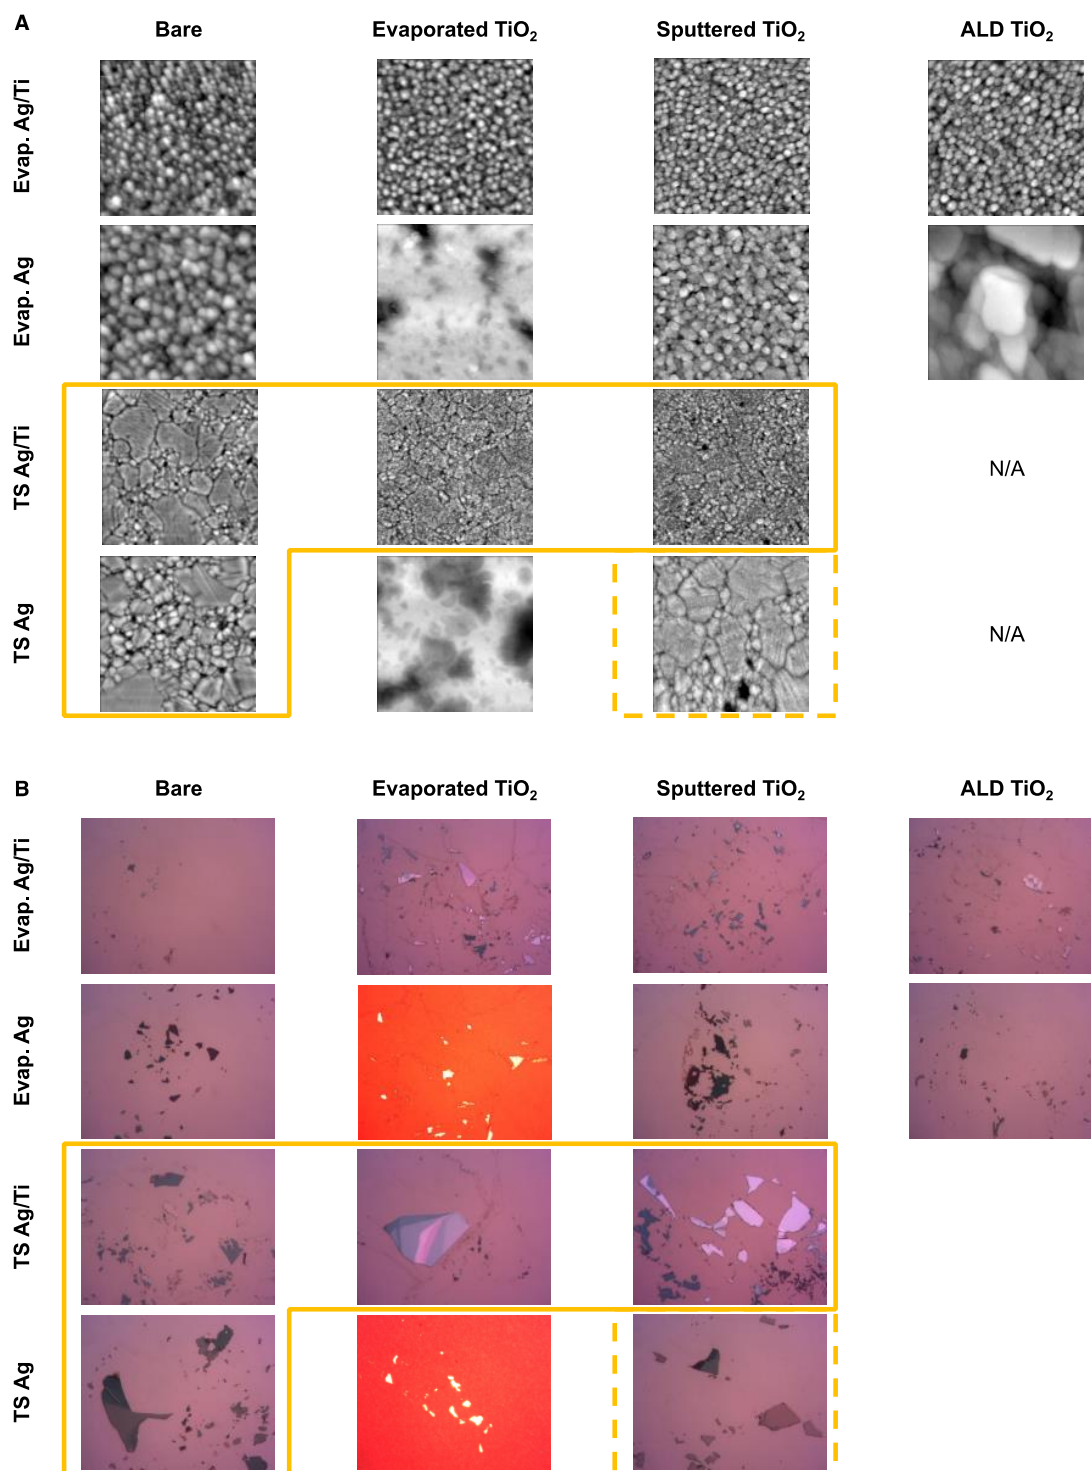 A
Bare Evaporated TiO₂ Sputtered TiO₂ ALD TiO₂
Evap. Ag/Ti
Evap. Ag
TS Ag/Ti
N/A
TS Ag
N/A
B
Bare Evaporated TiO₂ Sputtered TiO₂ ALD TiO₂
Evap. Ag/Ti
Evap. Ag
TS Ag/Ti
TS Ag